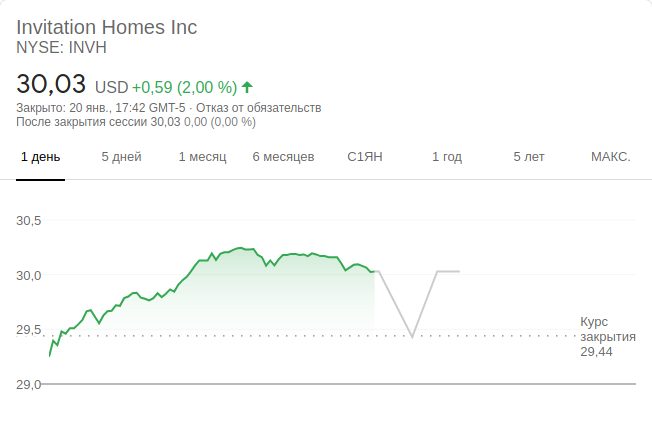 Invitation Homes Inc
NYSE: INVH
30,03 USD +0,59 (2,00 %)
Закрыто: 20 янв., 17:42 GMT-5 · Отказ от обязательств
После закрытия сессии 30,03 0,00 (0,00 %)
1 день 5 дней 1 месяц 6 месяцев С1ЯН 1 год 5 лет МАКС.
30,5
30,0
29,5
29,0
Курс
закрытия
29,44